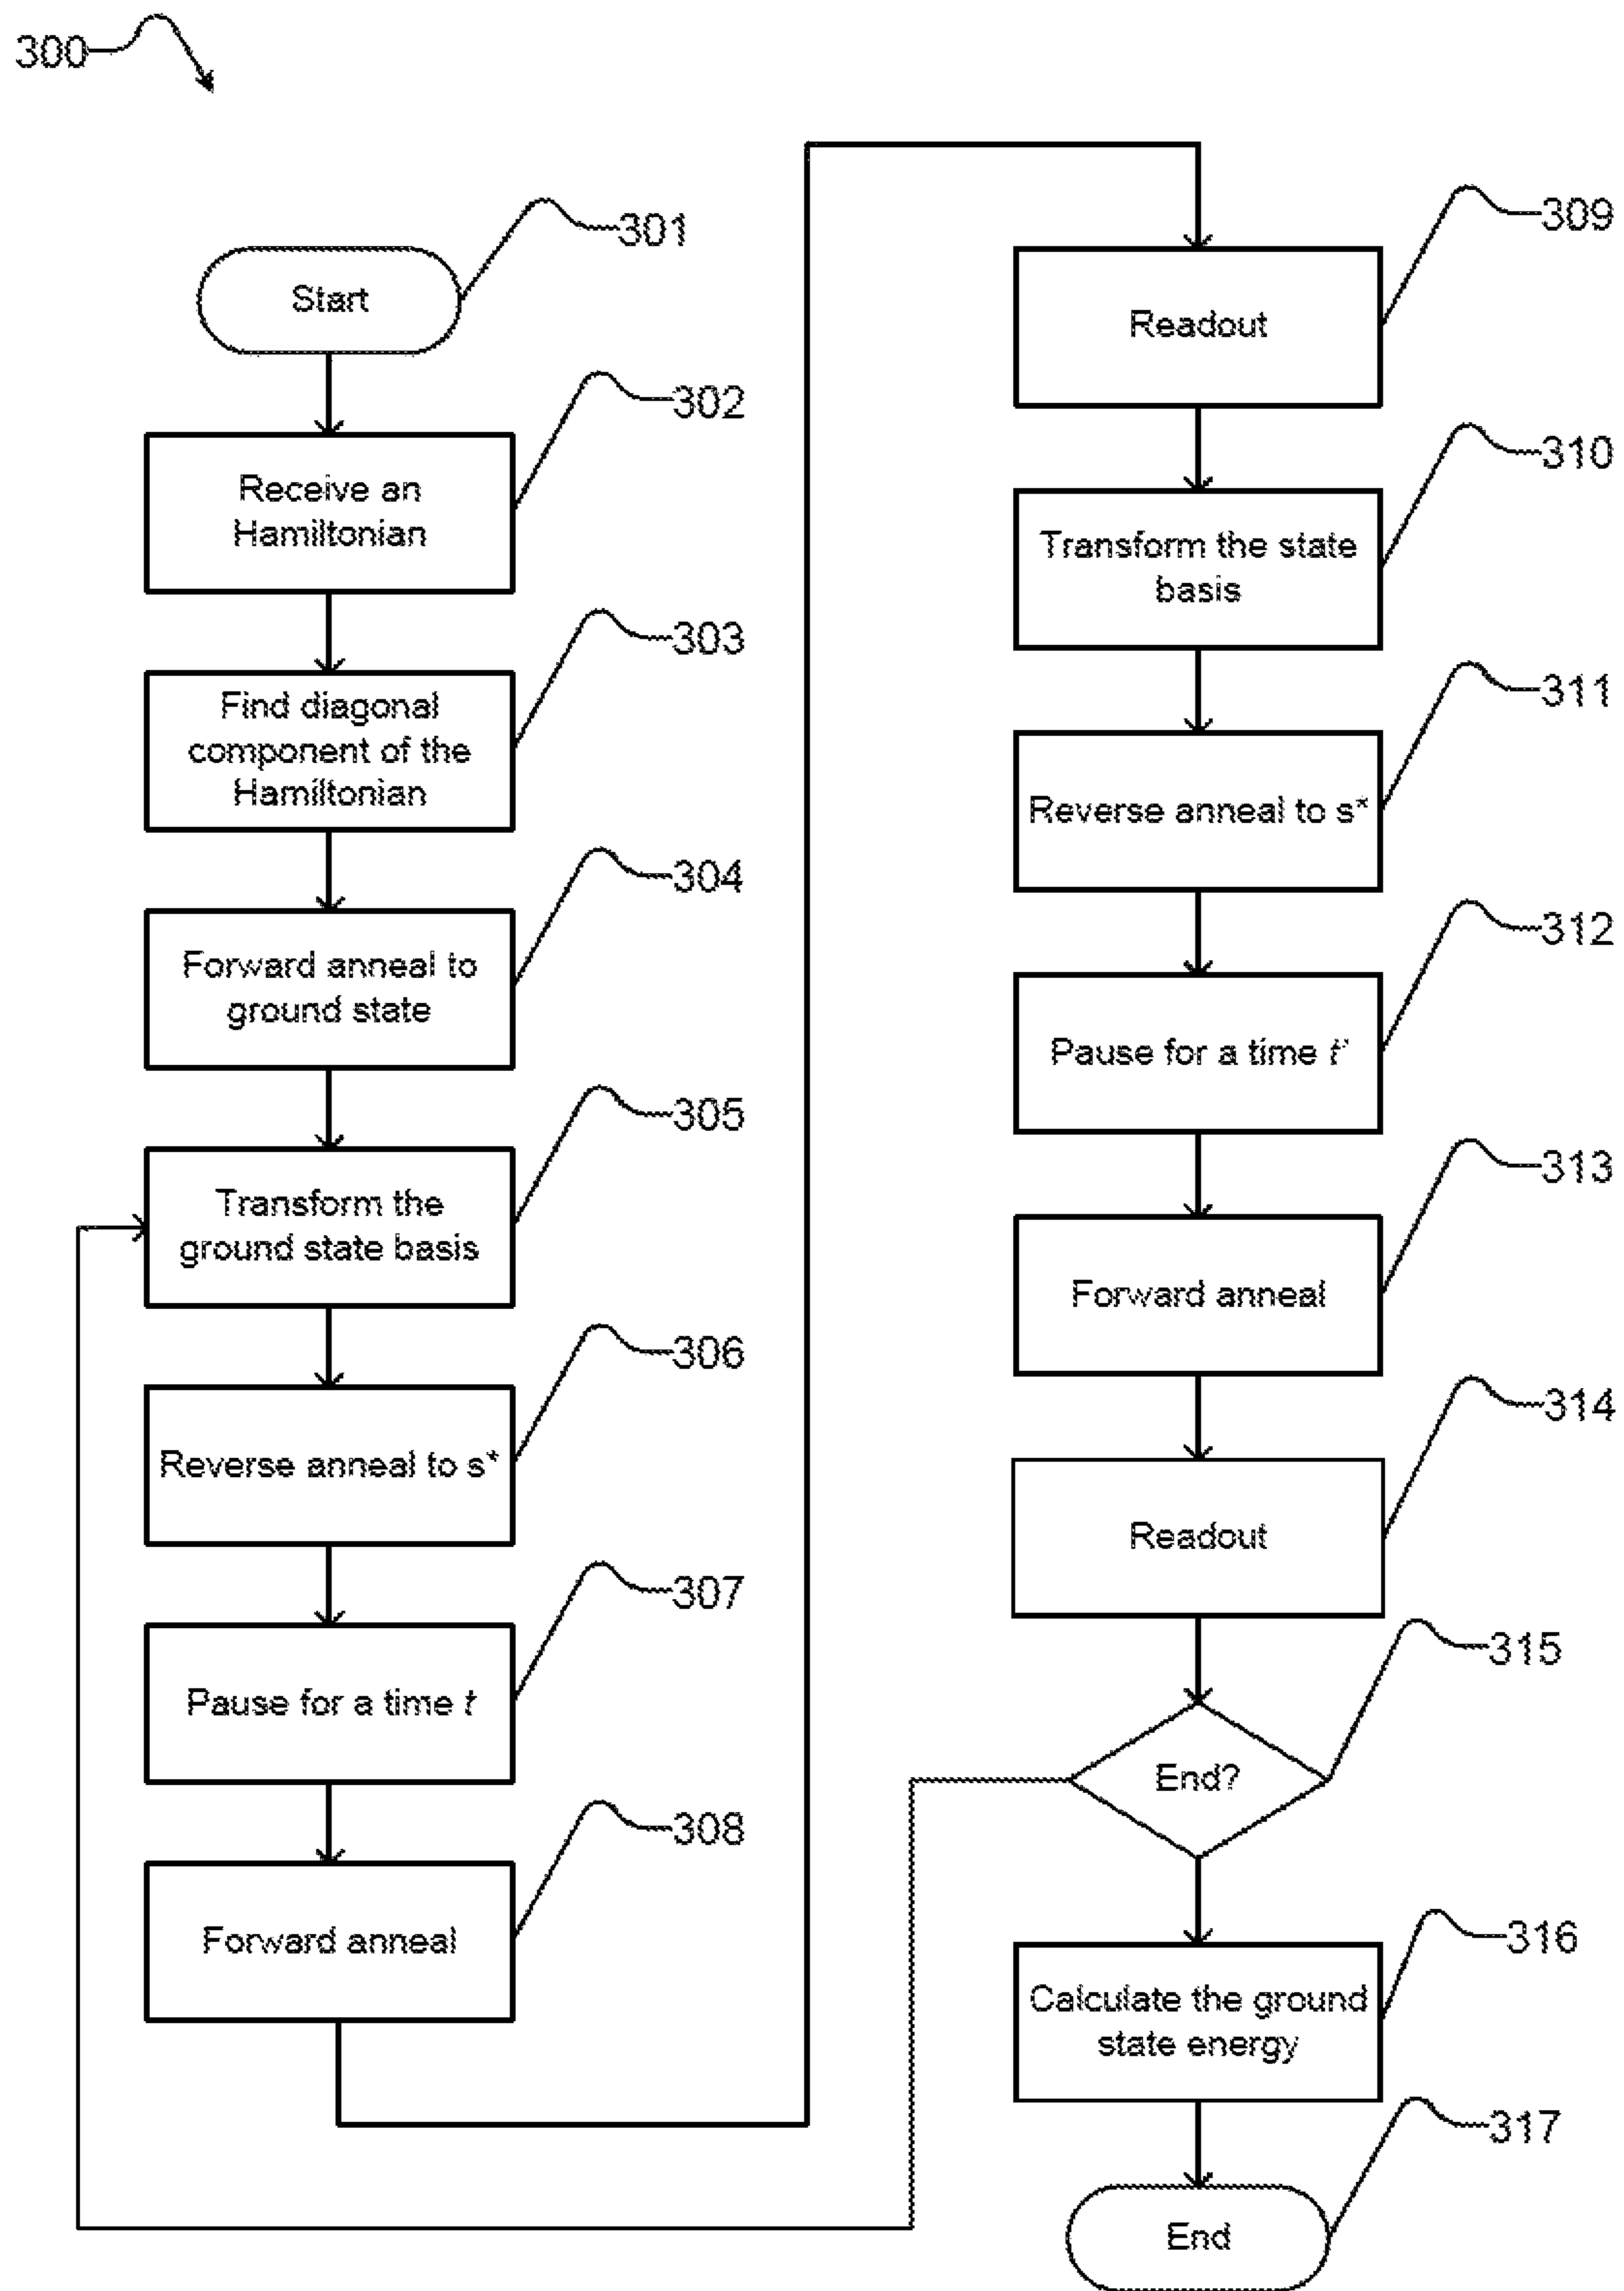 300
301
Start
302
Receive an
Hamiltonian
303
Find diagonal
component of the
Hamiltonian
304
Forward anneal to
ground state
305
Transform the
ground state basis
306
Reverse anneal to s*
307
Pause for a time t
308
Forward anneal
309
Readout
310
Transform the state
basis
311
Reverse anneal to s*
312
Pause for a time t'
313
Forward anneal
314
Readout
315
End?
316
Calculate the ground
state energy
317
End